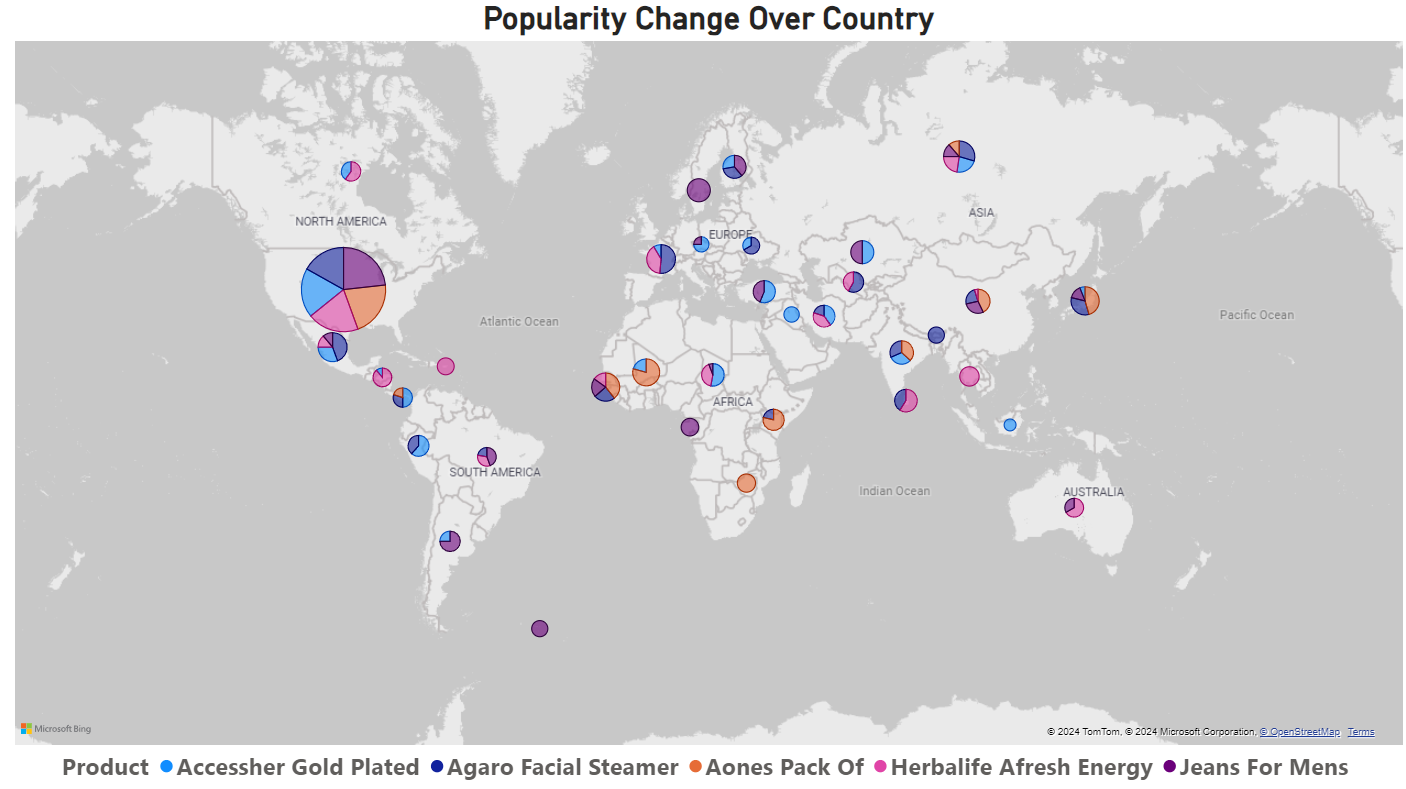 Popularity Change Over Country
NORTH AMERICA
EUROPE
ASIA
Atlantic Ocean
Pacific Ocean
AFRICA
SOUTH AMERICA
Indian Ocean
AUSTRALIA
Microsoft Bing
© 2024 TomTom, © 2024 Microsoft Corporation, © OpenStreetMap Terms
Product Accessher Gold Plated Agaro Facial Steamer Aones Pack Of Herbalife Afresh Energy Jeans For Mens